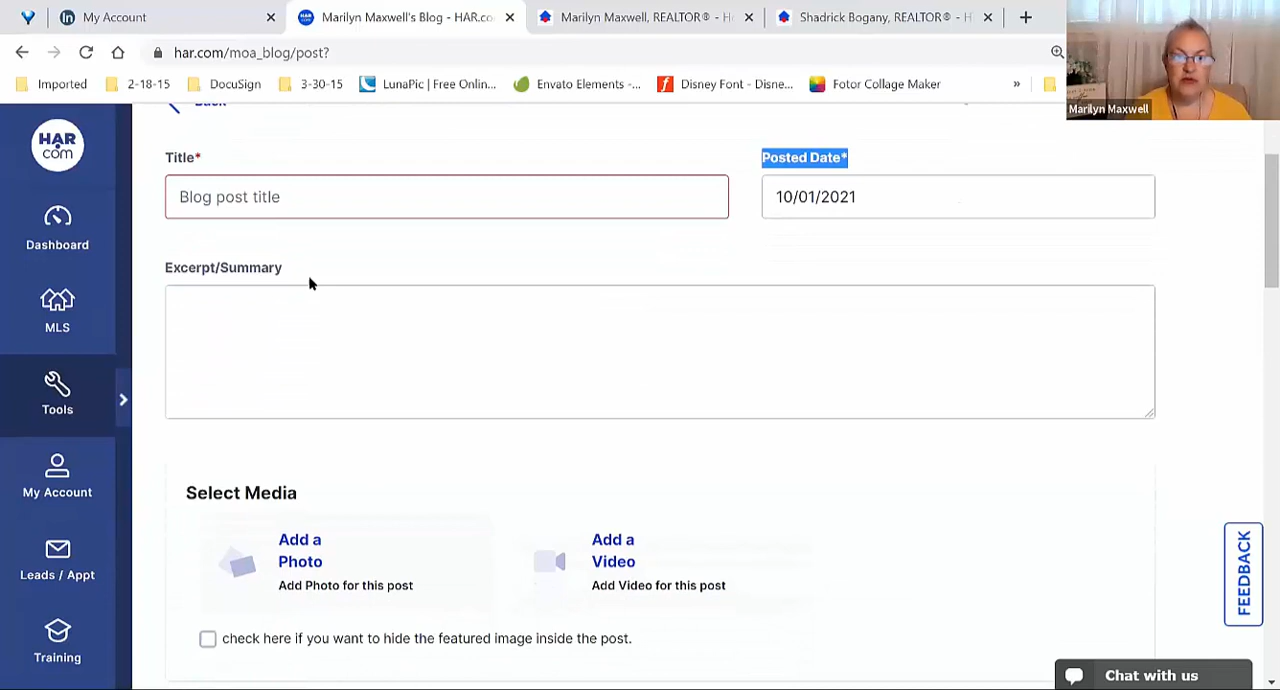 My Account
Marilyn Maxwell's Blog - HAR.co
Marilyn Maxwell, REALTOR® - H
Shadrick Bogany, REALTOR® - H
har.com/moa_blog/post?
Imported
2-18-15
DocuSign
3-30-15
LunaPic | Free Onlin...
Envato Elements -...
Disney Font - Disne...
Fotor Collage Maker
»
Marilyn Maxwell
HAR
com
Dashboard
MLS
Tools
My Account
Leads / Appt
Training
Back
Title*
Posted Date*
Blog post title
10/01/2021
Excerpt/Summary
Select Media
Add a
Photo
Add Photo for this post
Add a
Video
Add Video for this post
check here if you want to hide the featured image inside the post.
FEEDBACK
Chat with us